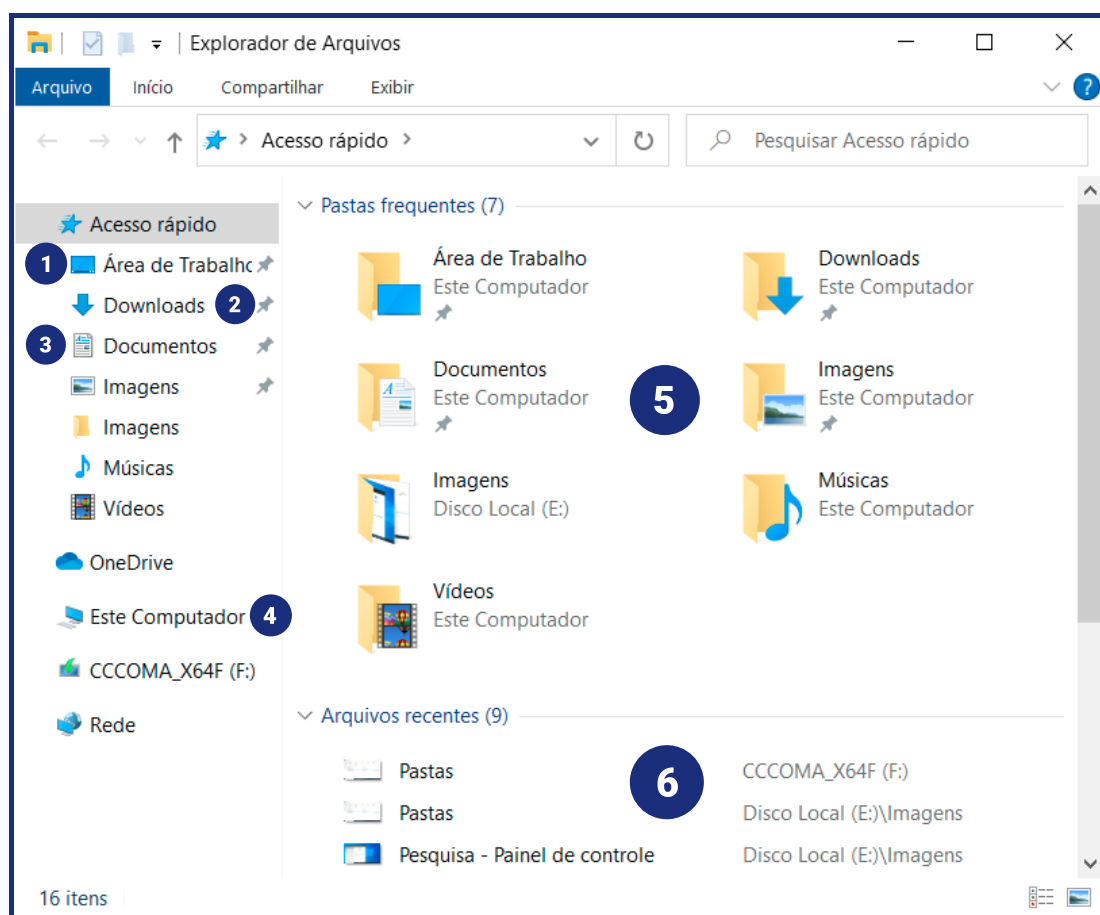 Explorador de Arquivos
Arquivo Início Compartilhar Exibir ?
Acesso rápido
Pesquisar Acesso rápido
Acesso rápido
1 Área de Trabalho
Downloads 2
3 Documentos
Imagens
Imagens
Músicas
Vídeos
OneDrive
Este Computador 4
CCCOMA_X64F (F:)
Rede
Pastas frequentes (7)
Área de Trabalho
Este Computador
Downloads
Este Computador
Documentos
Este Computador
5
Imagens
Este Computador
Imagens
Disco Local (E:)
Músicas
Este Computador
Vídeos
Este Computador
Arquivos recentes (9)
Pastas CCCOMA_X64F (F:)
6
Pastas Disco Local (E:)\Imagens
Pesquisa - Painel de controle Disco Local (E:)\Imagens
16 itens